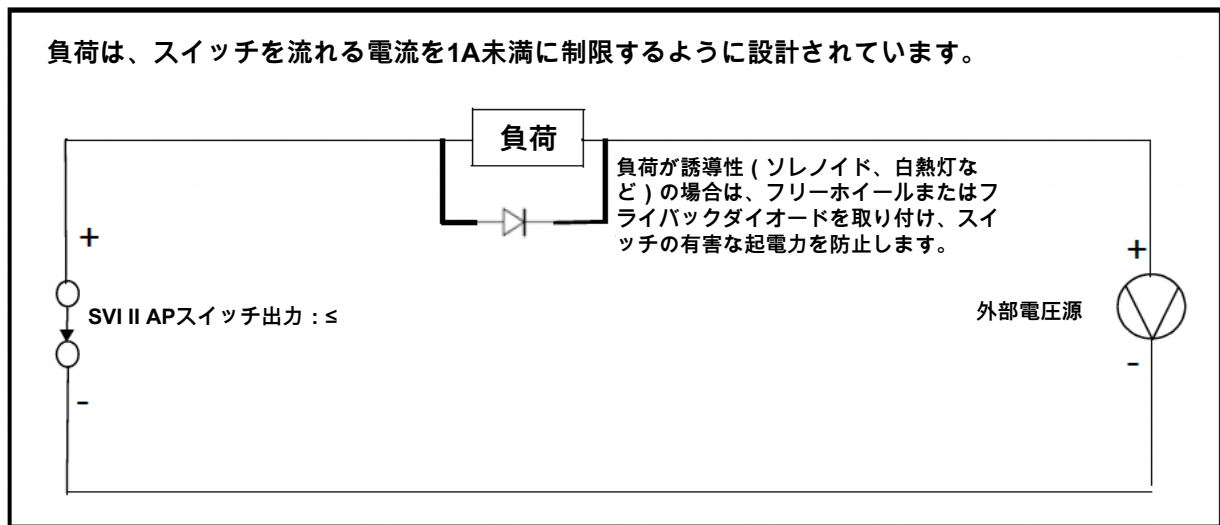 負荷は、スイッチを流れる電流を1A未満に制限するように設計されています。
負荷
負荷が誘導性 ( ソレノイド、白熱灯な
ど ) の場合は、フリーホイールまたはフ
ライバックダイオードを取り付け、スイ
ッチの有害な起電力を防止します。
+
+
SVI II APスイッチ出力 : ≤
外部電圧源
-
-